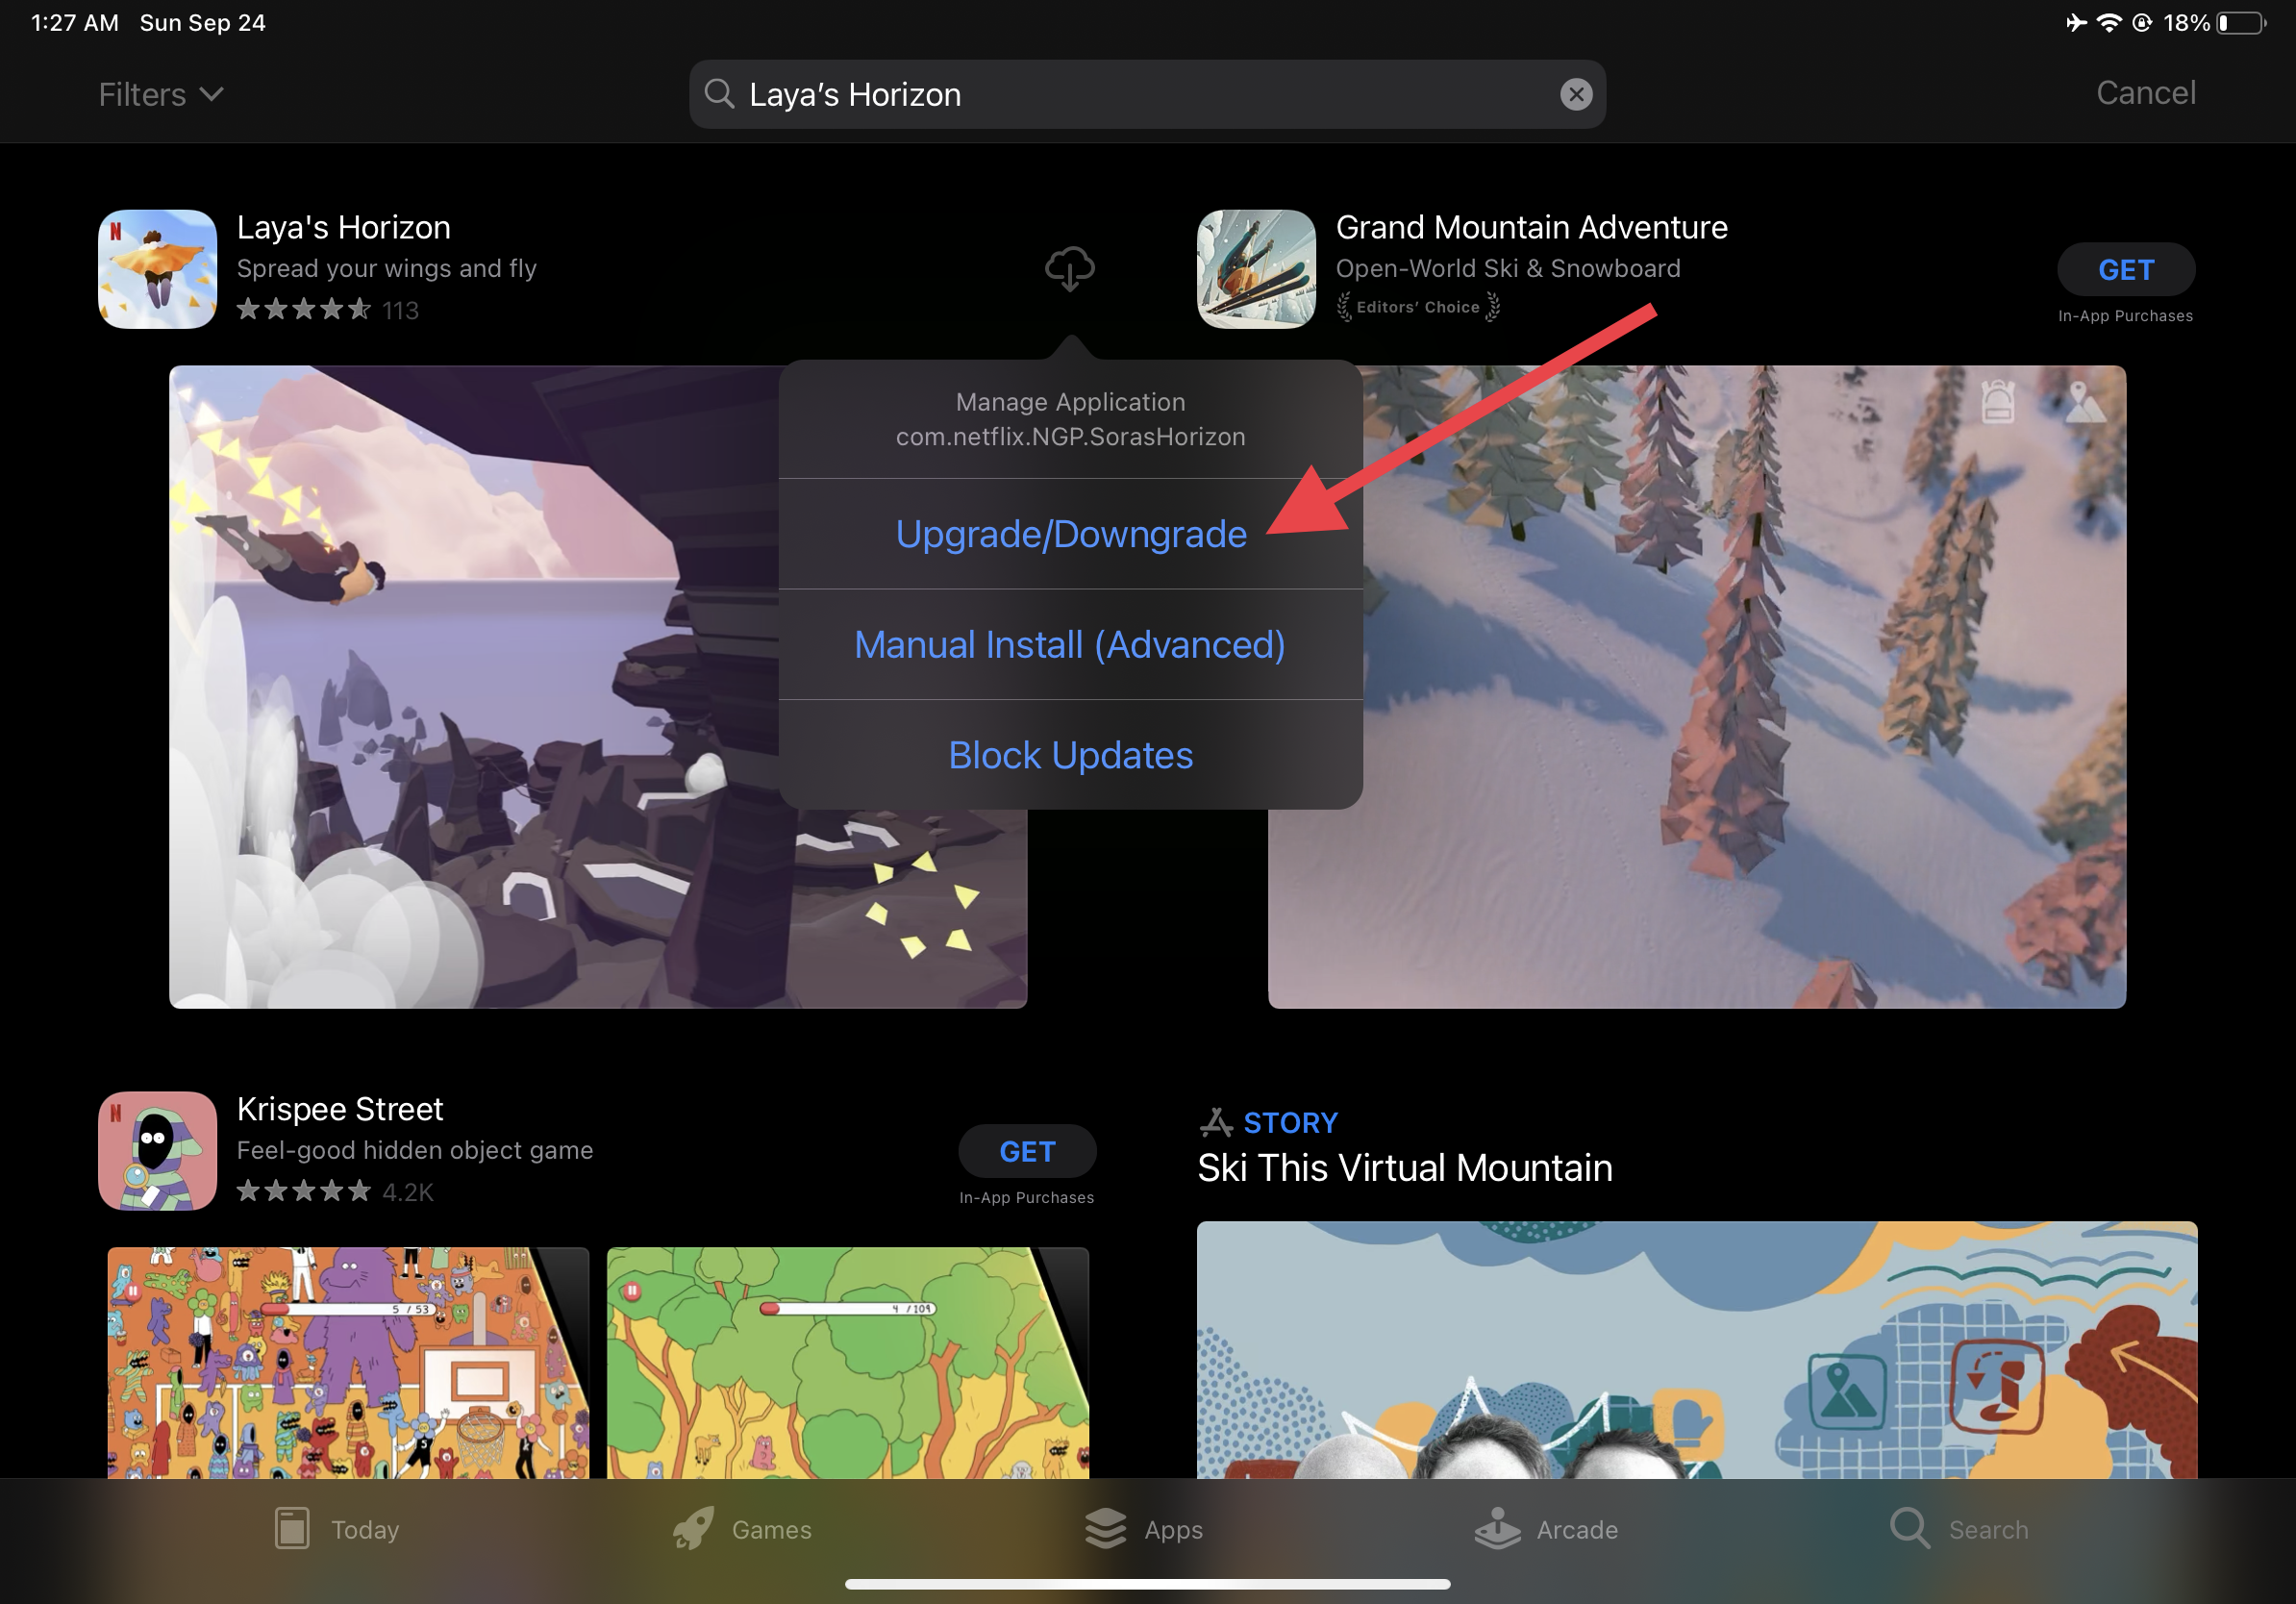 1:27 AM Sun Sep 24
18%
Filters
Laya’s Horizon
Cancel
Laya's Horizon
Spread your wings and fly
113
Grand Mountain Adventure
Open-World Ski & Snowboard
Editors’ Choice
GET
In-App Purchases
Manage Application
com.netflix.NGP.SorasHorizon
Upgrade/Downgrade
Manual Install (Advanced)
Block Updates
N
Krispee Street
Feel-good hidden object game
4.2K
GET
In-App Purchases
STORY
Ski This Virtual Mountain
5 / 53
4 / 109
Today
Games
Apps
Arcade
Search